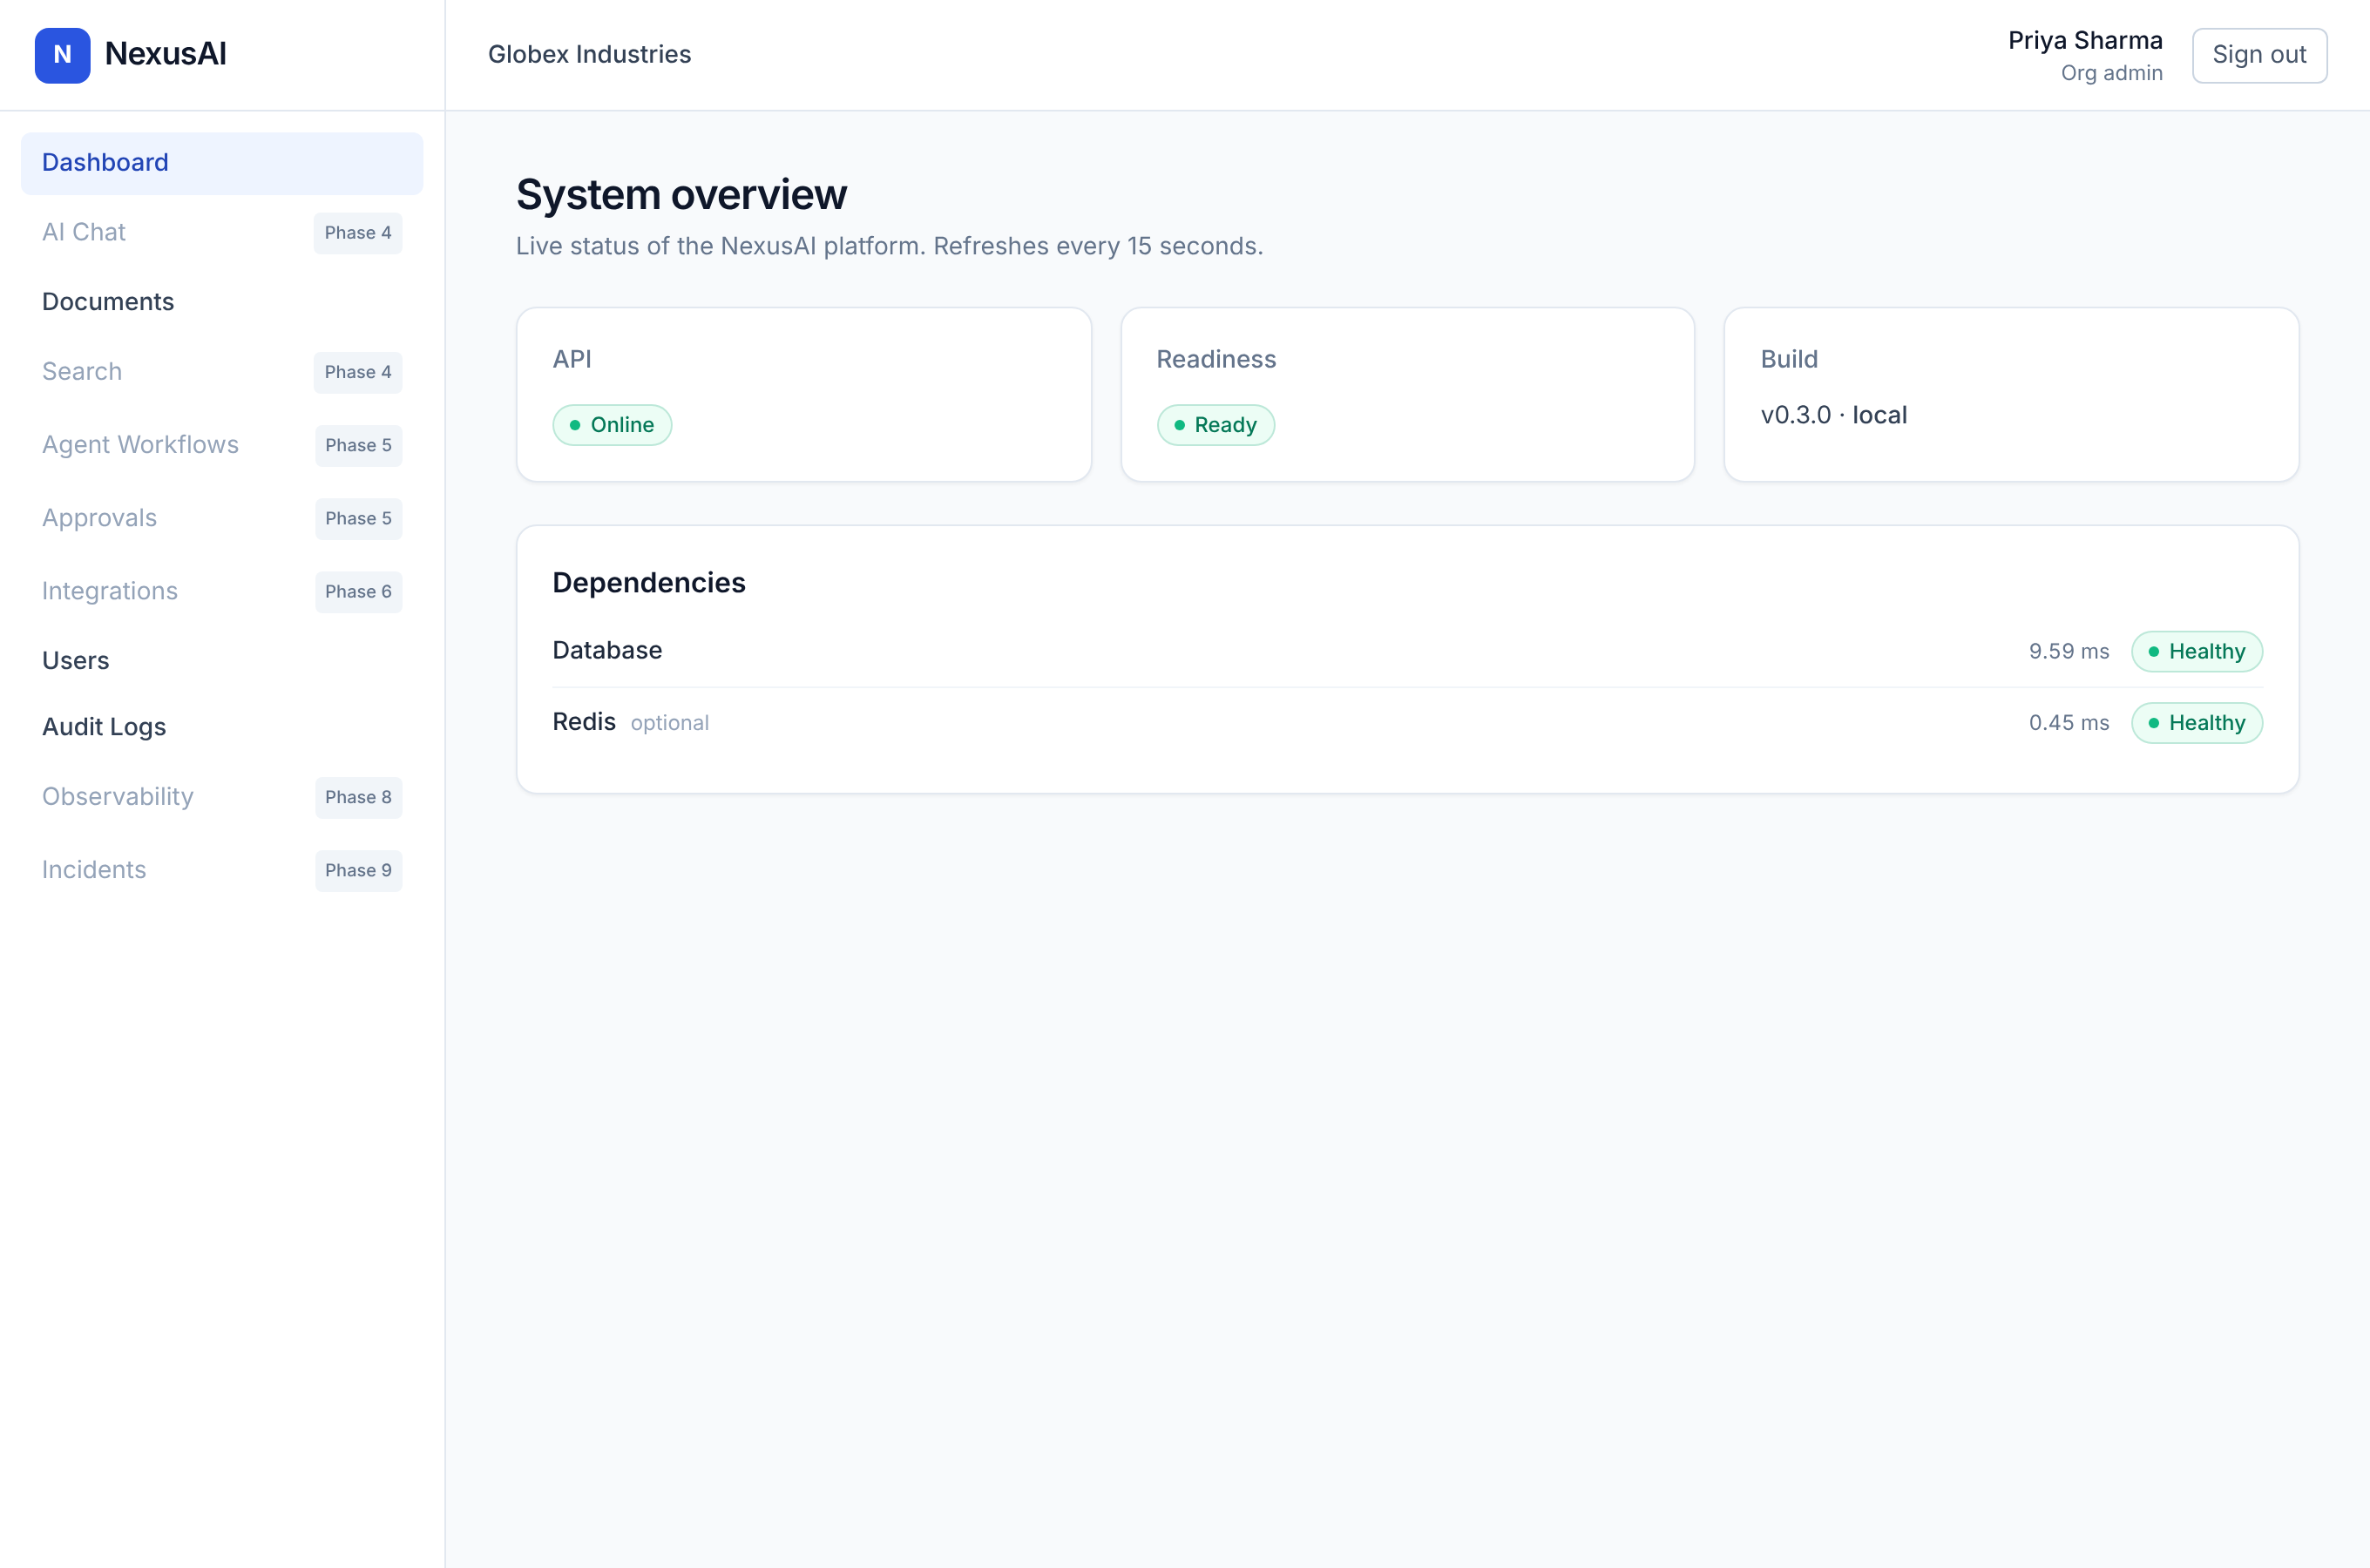 N NexusAI
Globex Industries
Priya Sharma
Org admin
Sign out
Dashboard
AI Chat Phase 4
Documents
Search Phase 4
Agent Workflows Phase 5
Approvals Phase 5
Integrations Phase 6
Users
Audit Logs
Observability Phase 8
Incidents Phase 9
System overview
Live status of the NexusAI platform. Refreshes every 15 seconds.
API
Online
Readiness
Ready
Build
v0.3.0 · local
Dependencies
Database 9.59 ms Healthy
Redis optional 0.45 ms Healthy